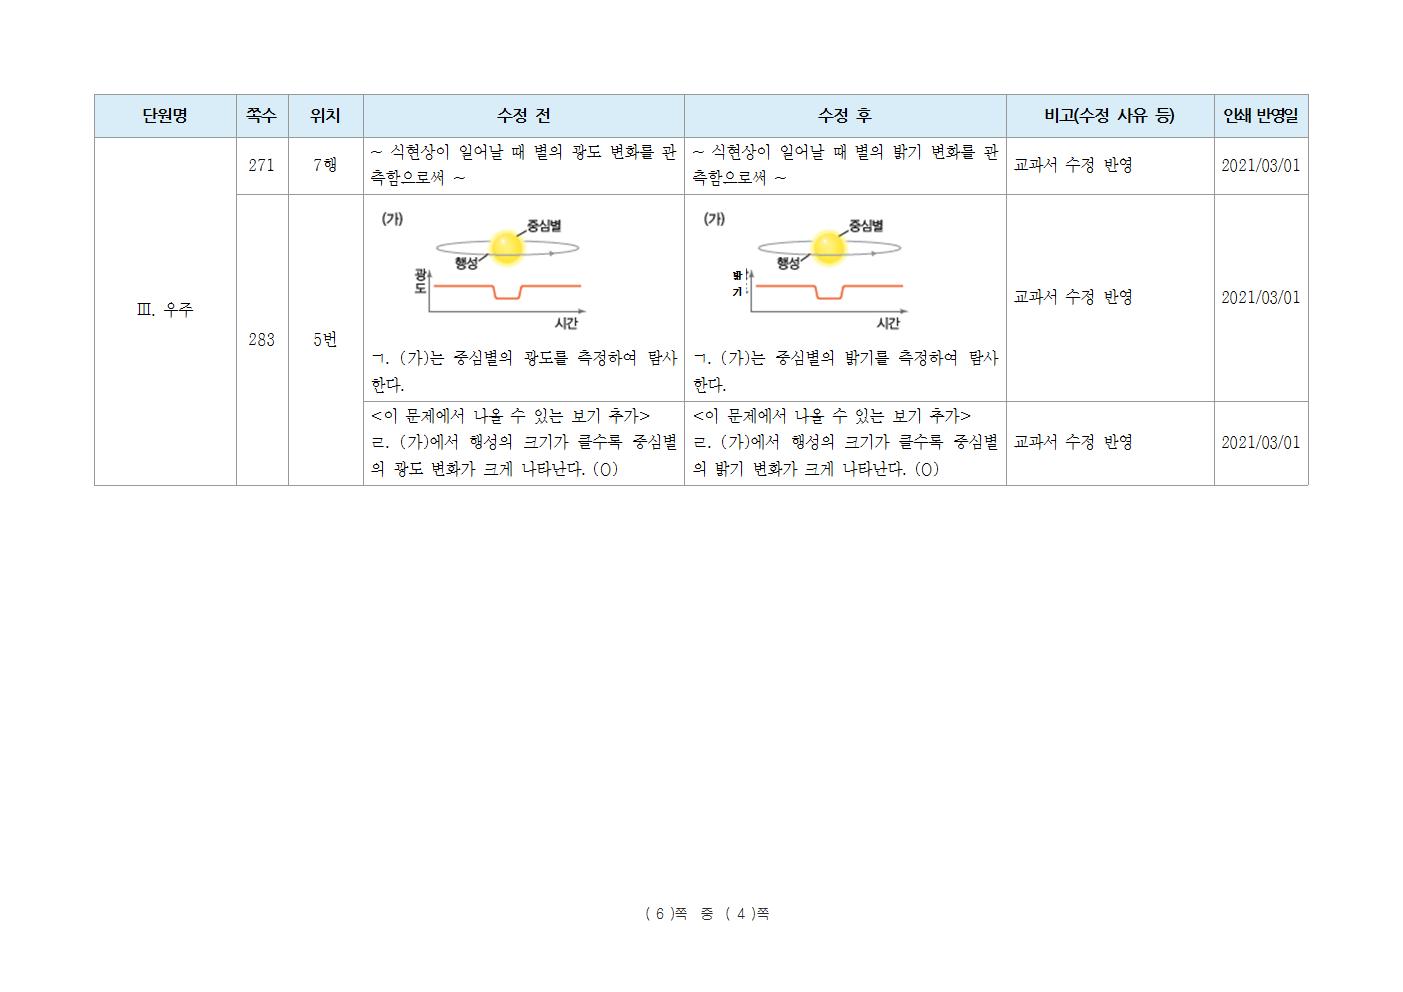 단원명 쪽수 위치 수정 전 수정 후 비고(수정 사유 등) 인쇄 반영일
Ⅲ. 우주
271 7행
~ 식현상이 일어날 때 별의 광도 변화를 관
측함으로써 ~
~ 식현상이 일어날 때 별의 밝기 변화를 관
측함으로써 ~
교과서 수정 반영 2021/03/01
283 5번
(가)
중심별
행성
광
도
시간
ㄱ. (가)는 중심별의 광도를 측정하여 탐사
한다.
(가)
중심별
행성
밝
기
시간
ㄱ. (가)는 중심별의 밝기를 측정하여 탐사
한다.
교과서 수정 반영 2021/03/01
<이 문제에서 나올 수 있는 보기 추가>
ㄹ. (가)에서 행성의 크기가 클수록 중심별
의 광도 변화가 크게 나타난다. (O)
<이 문제에서 나올 수 있는 보기 추가>
ㄹ. (가)에서 행성의 크기가 클수록 중심별
의 밝기 변화가 크게 나타난다. (O)
교과서 수정 반영 2021/03/01
( 6 )쪽 중 ( 4 )쪽